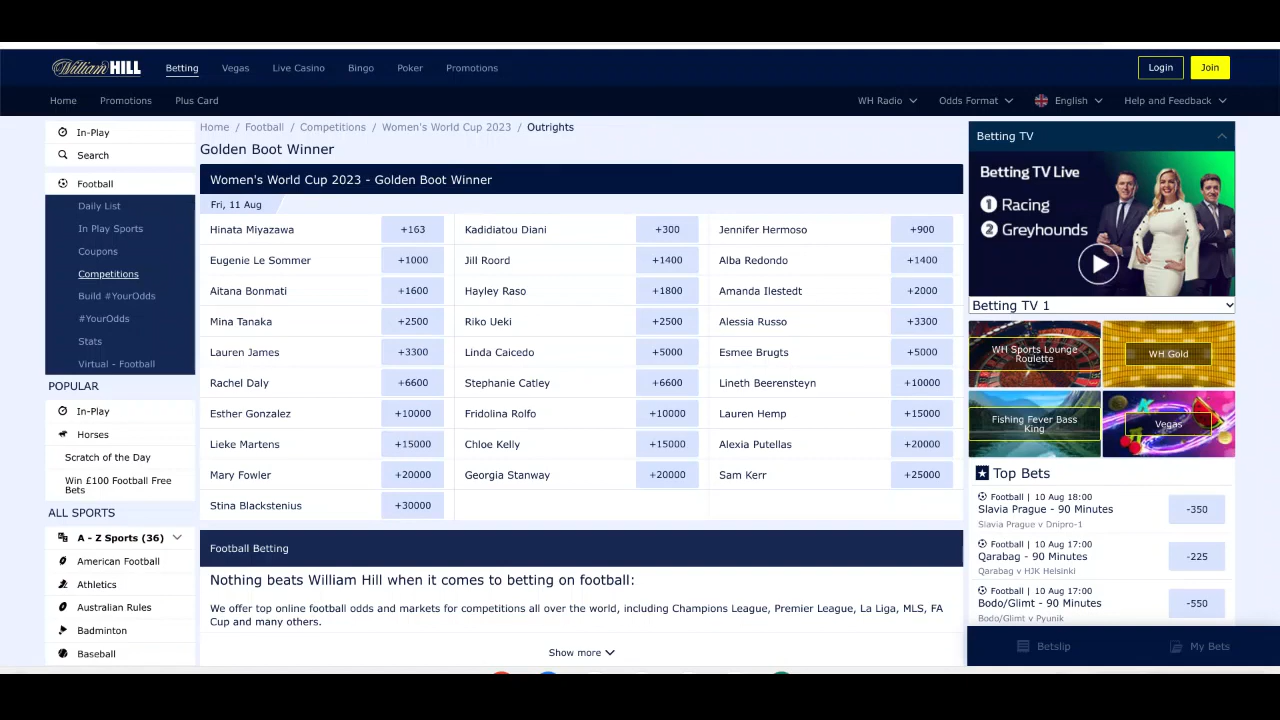 William HILL
Betting
Vegas
Live Casino
Bingo
Poker
Promotions
Login
Join
Home
Promotions
Plus Card
WH Radio
Odds Format
English
Help and Feedback
In-Play
Search
Football
Daily List
In Play Sports
Coupons
Competitions
Build #YourOdds
#YourOdds
Stats
Virtual - Football
POPULAR
In-Play
Horses
Scratch of the Day
Win £100 Football Free
Bets
ALL SPORTS
A - Z Sports (36)
American Football
Athletics
Australian Rules
Badminton
Baseball
Home / Football / Competitions / Women's World Cup 2023 / Outrights
Golden Boot Winner
Women's World Cup 2023 - Golden Boot Winner
Fri, 11 Aug
Hinata Miyazawa +163 Kadidiatou Diani +300 Jennifer Hermoso +900
Eugenie Le Sommer +1000 Jill Roord +1400 Alba Redondo +1400
Aitana Bonmati +1600 Hayley Raso +1800 Amanda Ilestedt +2000
Mina Tanaka +2500 Riko Ueki +2500 Alessia Russo +3300
Lauren James +3300 Linda Caicedo +5000 Esmee Brugts +5000
Rachel Daly +6600 Stephanie Catley +6600 Lineth Beerensteyn +10000
Esther Gonzalez +10000 Fridolina Rolfo +10000 Lauren Hemp +15000
Lieke Martens +15000 Chloe Kelly +15000 Alexia Putellas +20000
Mary Fowler +20000 Georgia Stanway +20000 Sam Kerr +25000
Stina Blackstenius +30000
Football Betting
Nothing beats William Hill when it comes to betting on football:
We offer top online football odds and markets for competitions all over the world, including Champions League, Premier League, La Liga, MLS, FA
Cup and many others.
Show more
Betting TV
Betting TV Live
1 Racing
2 Greyhounds
Betting TV 1
WH Sports Lounge
Roulette
WH Gold
Fishing Fever Bass
King
Vegas
Top Bets
Football | 10 Aug 18:00
Slavia Prague - 90 Minutes -350
Slavia Prague v Dnipro-1
Football | 10 Aug 17:00
Qarabag - 90 Minutes -225
Qarabag v HJK Helsinki
Football | 10 Aug 17:00
Bodo/Glimt - 90 Minutes -550
Bodo/Glimt v Pyunik
Betslip
My Bets